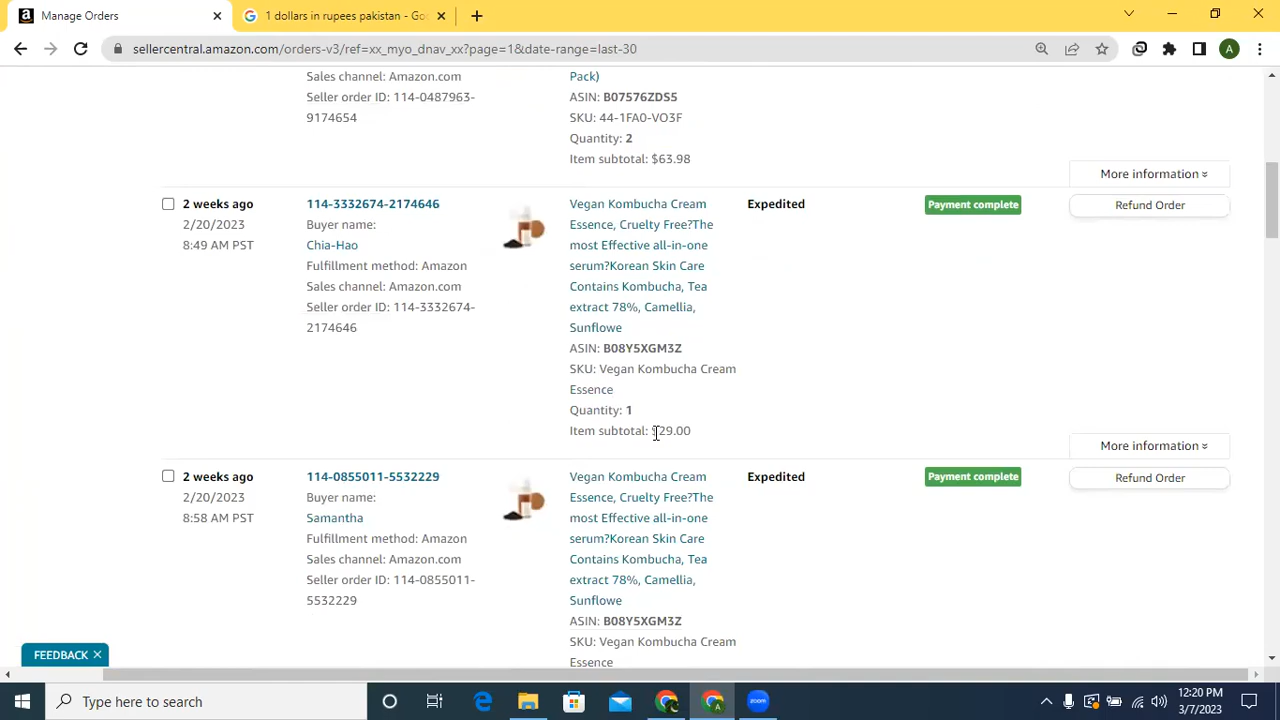 Manage Orders
1 dollars in rupees pakistan - Goo
sellercentral.amazon.com/orders-v3/ref=xx_myo_dnav_xx?page=1&date-range=last-30
A
Sales channel: Amazon.com
Seller order ID: 114-0487963-
9174654
Pack)
ASIN: B07576ZDS5
SKU: 44-1FA0-VO3F
Quantity: 2
Item subtotal: $63.98
More information
2 weeks ago
2/20/2023
8:49 AM PST
114-3332674-2174646
Buyer name:
Chia-Hao
Fulfillment method: Amazon
Sales channel: Amazon.com
Seller order ID: 114-3332674-
2174646
Vegan Kombucha Cream
Essence, Cruelty Free?The
most Effective all-in-one
serum?Korean Skin Care
Contains Kombucha, Tea
extract 78%, Camellia,
Sunflowe
ASIN: B08Y5XGM3Z
SKU: Vegan Kombucha Cream
Essence
Quantity: 1
Item subtotal: $29.00
Expedited
Payment complete
Refund Order
More information
2 weeks ago
2/20/2023
8:58 AM PST
114-0855011-5532229
Buyer name:
Samantha
Fulfillment method: Amazon
Sales channel: Amazon.com
Seller order ID: 114-0855011-
5532229
Vegan Kombucha Cream
Essence, Cruelty Free?The
most Effective all-in-one
serum?Korean Skin Care
Contains Kombucha, Tea
extract 78%, Camellia,
Sunflowe
ASIN: B08Y5XGM3Z
SKU: Vegan Kombucha Cream
Essence
Expedited
Payment complete
Refund Order
FEEDBACK
Type here to search
zoom
12:20 PM
3/7/2023